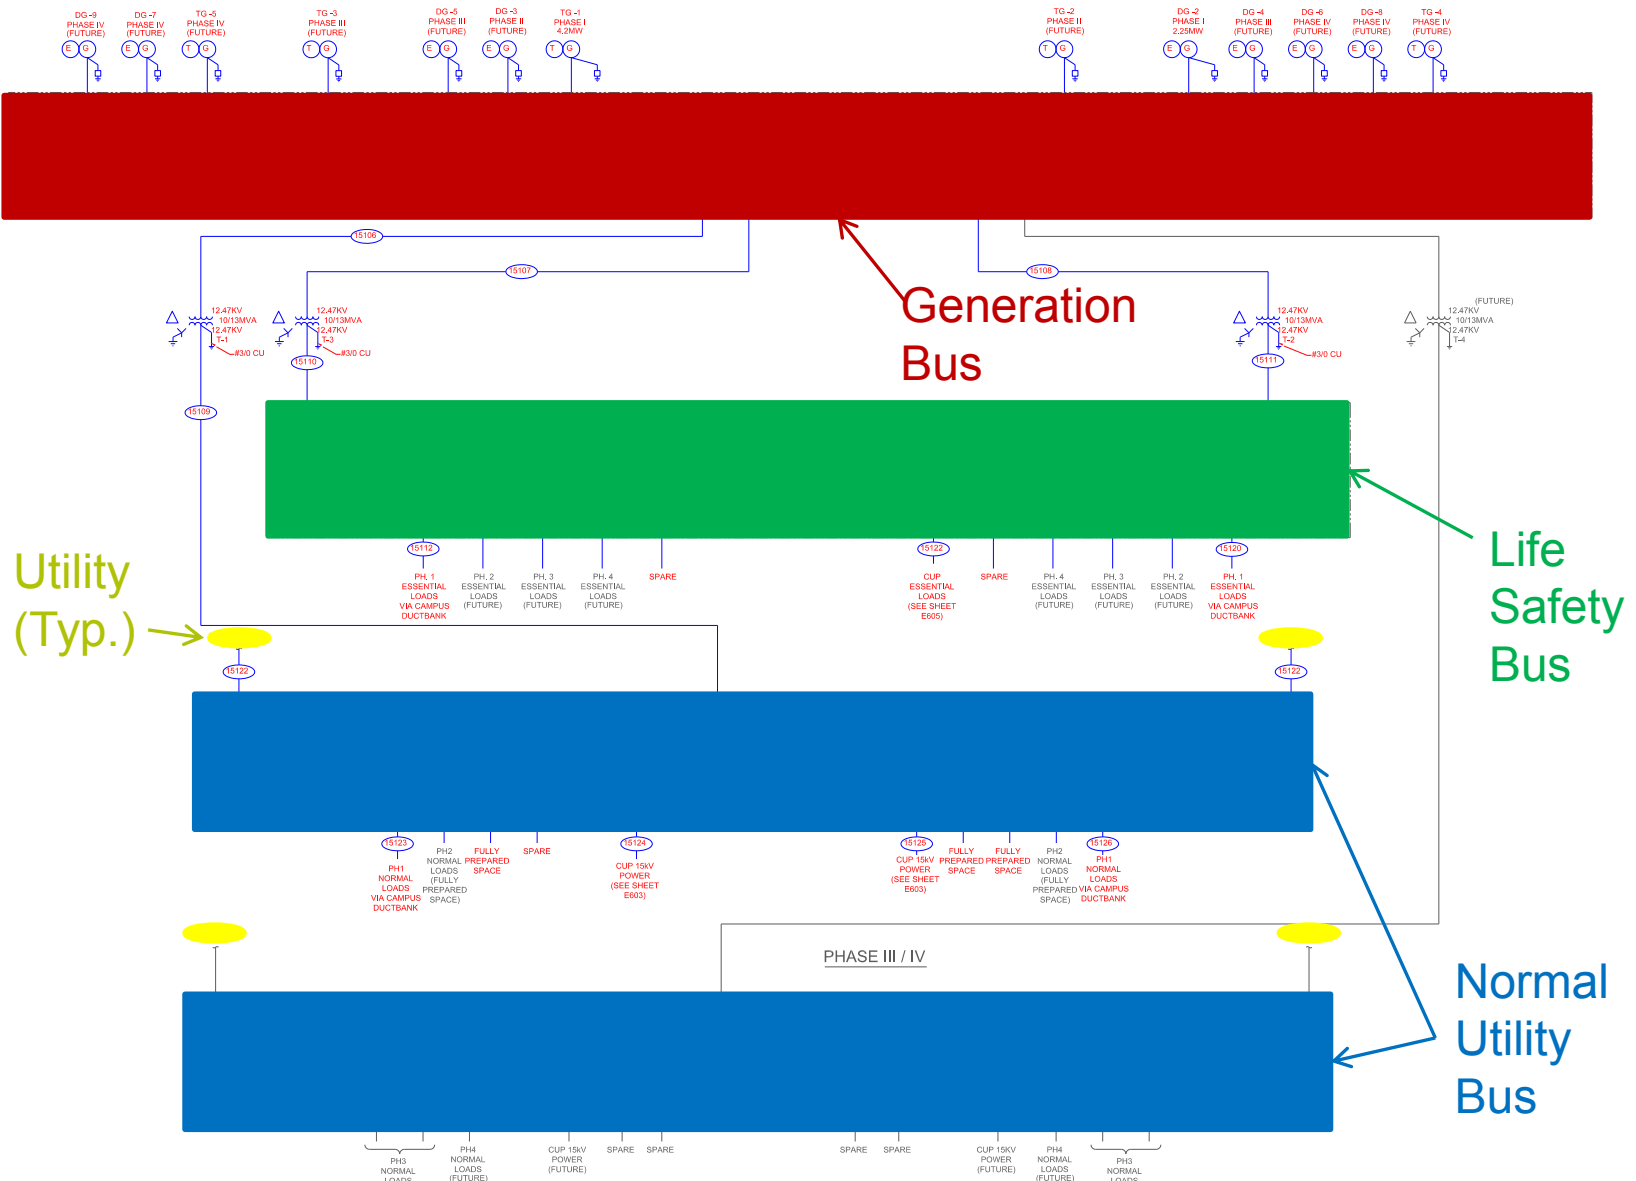 DG -9
PHASE IV
(FUTURE)
DG -7
PHASE IV
(FUTURE)
TG -5
PHASE IV
(FUTURE)
TG -3
PHASE III
(FUTURE)
DG -5
PHASE III
(FUTURE)
DG -3
PHASE II
(FUTURE)
TG -1
PHASE I
4.2MW
TG -2
PHASE II
(FUTURE)
DG -2
PHASE I
2.25MW
DG -4
PHASE III
(FUTURE)
DG -6
PHASE IV
(FUTURE)
DG -8
PHASE IV
(FUTURE)
TG -4
PHASE IV
(FUTURE)
E G
E G
T G
T G
E G
E G
T G
T G
E G
E G
E G
E G
T G
15106
15107
15108
Generation
Bus
12.47KV
10/13MVA
12.47KV
T-1
#3/0 CU
12.47KV
10/13MVA
12.47KV
T-3
#3/0 CU
12.47KV
10/13MVA
12.47KV
T-2
#3/0 CU
(FUTURE)
12.47KV
10/13MVA
12.47KV
T-4
15110
15111
15109
Life
Safety
Bus
15112
PH. 1
ESSENTIAL
LOADS
VIA CAMPUS
DUCTBANK
PH. 2
ESSENTIAL
LOADS
(FUTURE)
PH. 3
ESSENTIAL
LOADS
(FUTURE)
PH. 4
ESSENTIAL
LOADS
(FUTURE)
SPARE
15122
CUP
ESSENTIAL
LOADS
(SEE SHEET
E605)
SPARE
PH. 4
ESSENTIAL
LOADS
(FUTURE)
PH. 3
ESSENTIAL
LOADS
(FUTURE)
PH. 2
ESSENTIAL
LOADS
(FUTURE)
15120
PH. 1
ESSENTIAL
LOADS
VIA CAMPUS
DUCTBANK
Utility
(Typ.)
15122
15122
15123
PH1
NORMAL
LOADS
VIA CAMPUS
DUCTBANK
PH2
NORMAL
LOADS
(FULLY
PREPARED
SPACE)
FULLY
PREPARED
SPACE
SPARE
15124
CUP 15kV
POWER
(SEE SHEET
E603)
15125
CUP 15kV
POWER
(SEE SHEET
E603)
FULLY
PREPARED
SPACE
FULLY
PREPARED
SPACE
PH2
NORMAL
LOADS
(FULLY
PREPARED
SPACE)
15126
PH1
NORMAL
LOADS
VIA CAMPUS
DUCTBANK
PHASE III / IV
Normal
Utility
Bus
PH3
NORMAL
LOADS
PH4
NORMAL
LOADS
(FUTURE)
CUP 15kV
POWER
(FUTURE)
SPARE
SPARE
SPARE
SPARE
CUP 15KV
POWER
(FUTURE)
PH4
NORMAL
LOADS
(FUTURE)
PH3
NORMAL
LOADS